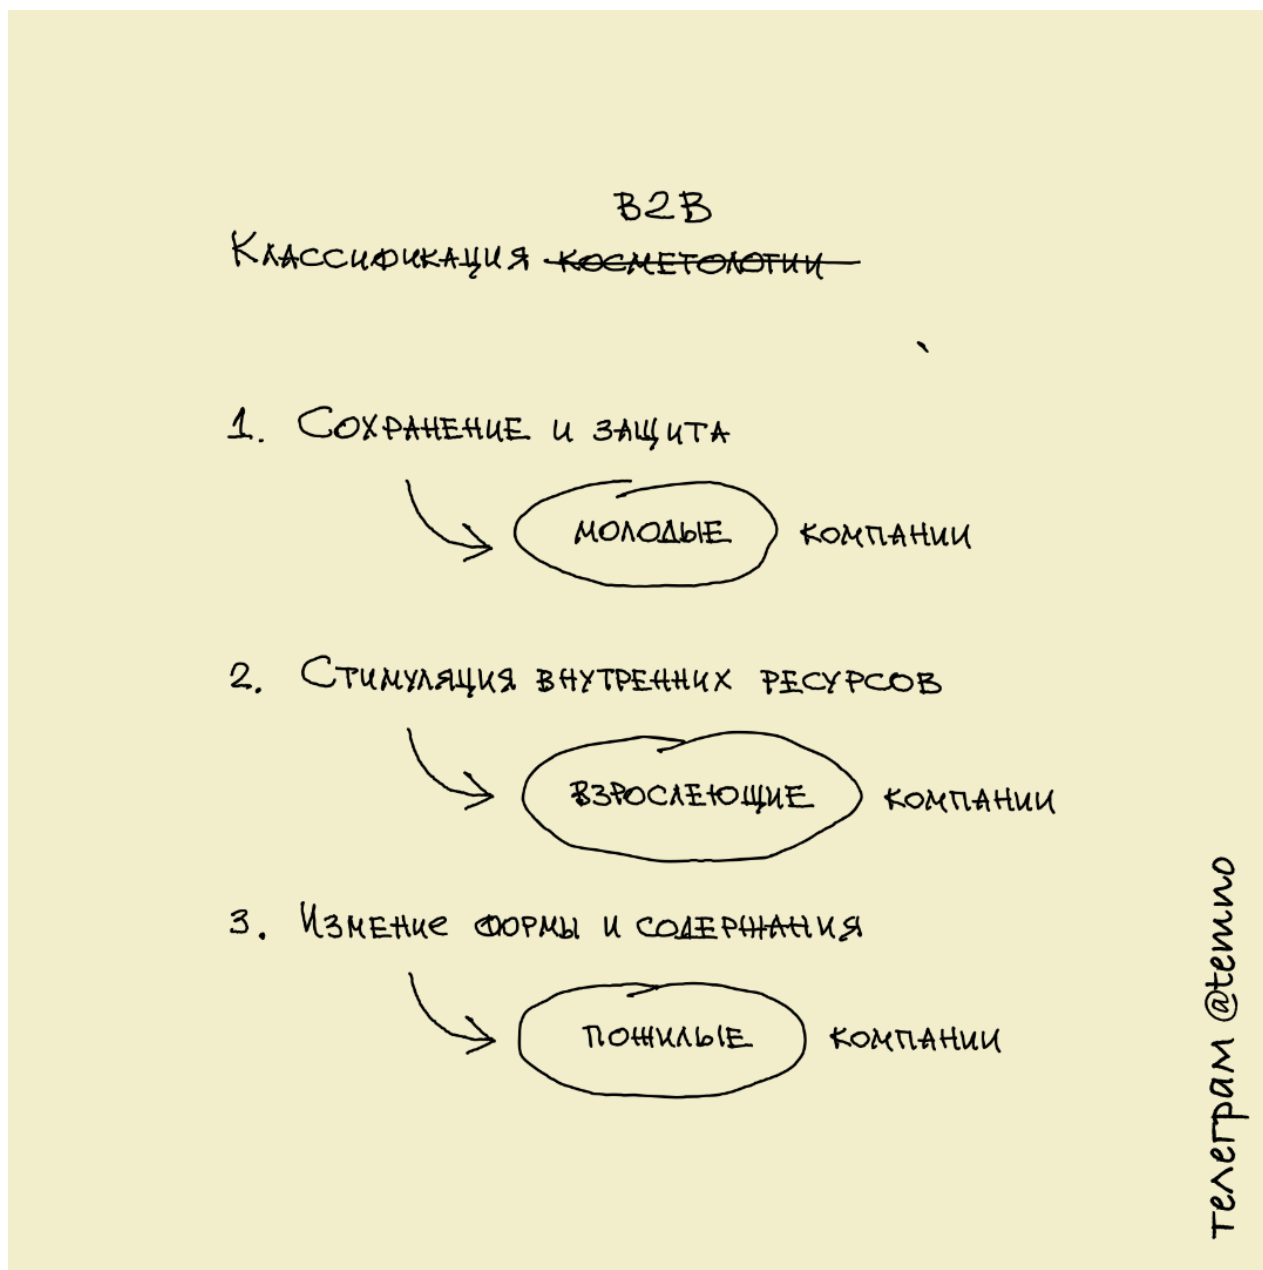 B2B
Классификация косметологии
1. Сохранение и защита
молодые компании
2. Стимуляция внутренних ресурсов
взрослеющие компании
3. Измение формы и содержания
пожилые компании
телеграм @temno